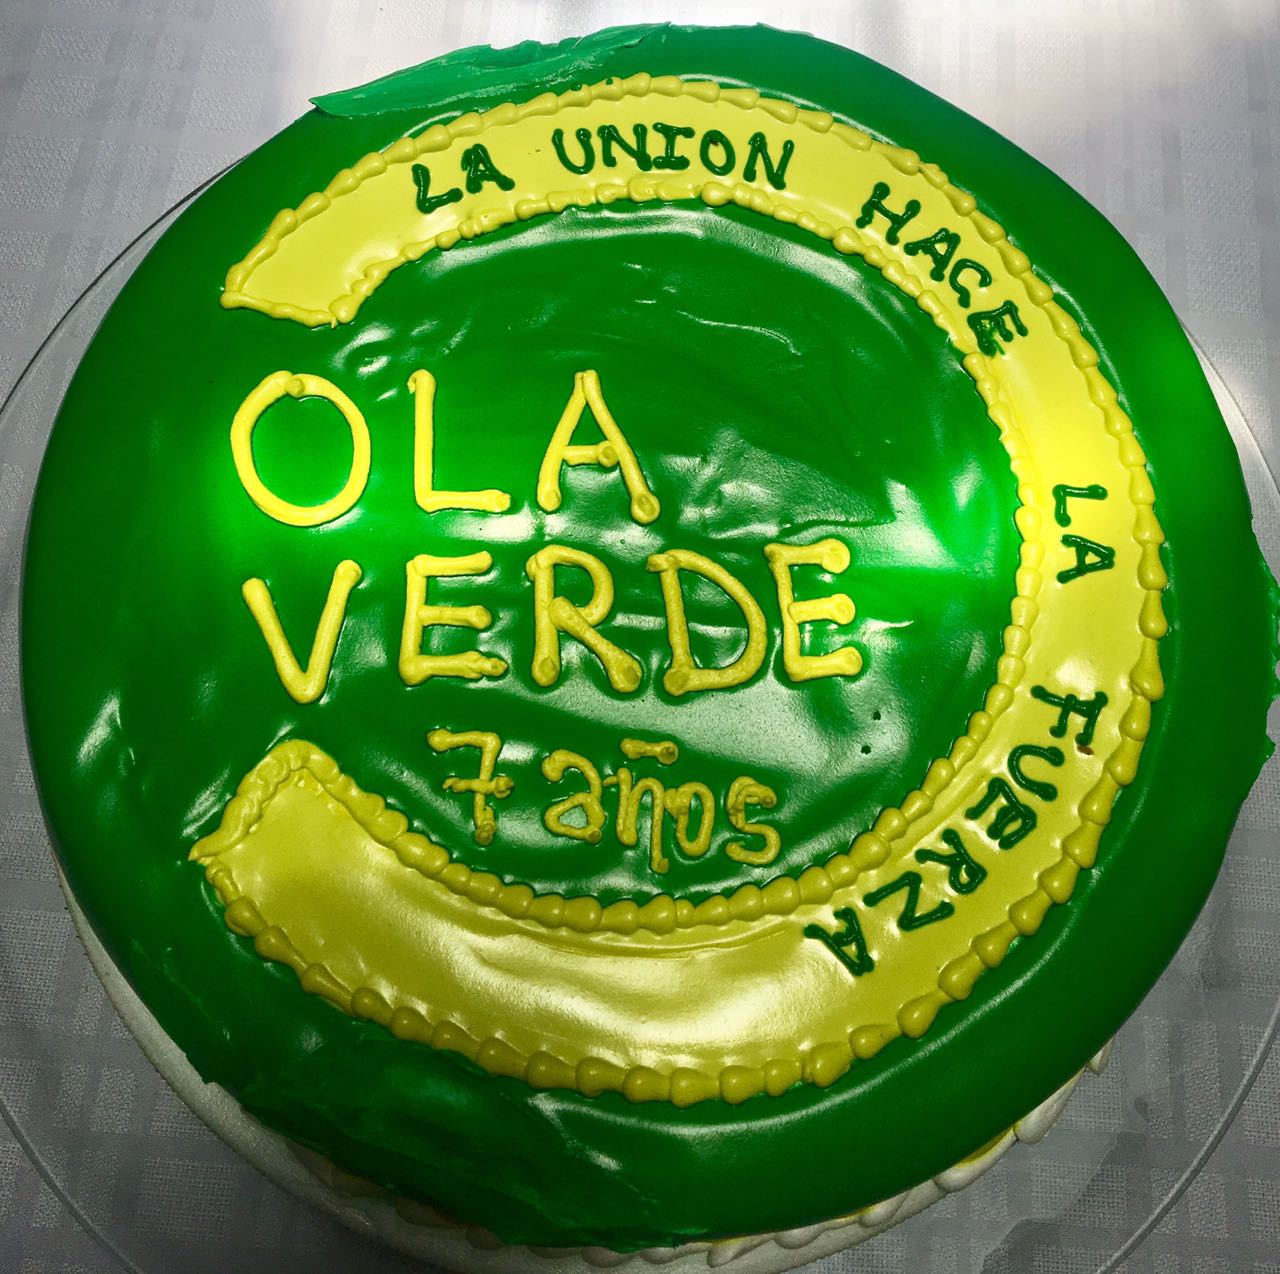 LA UNION HACE LA FUERZA
OLA
VERDE
7 años